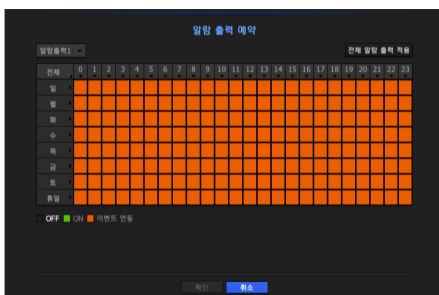 알람 출력 예약
알람출력1 전체 알람 출력 적용
전체 0 1 2 3 4 5 6 7 8 9 10 11 12 13 14 15 16 17 18 19 20 21 22 23
일
월
화
수
목
금
토
휴일
OFF ON 이벤트 연동
확인 취소